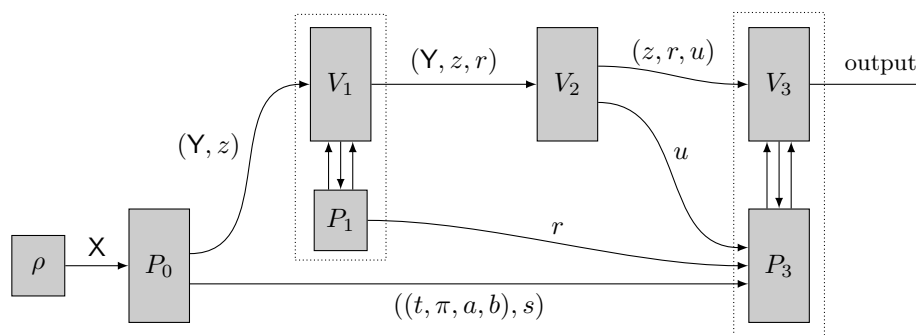 V₁
(Y, z, r)
V₂
(z, r, u)
V₃
output
(Y, z)
u
P₁
r
ρ
X
P₀
P₃
((t, π, a, b), s)